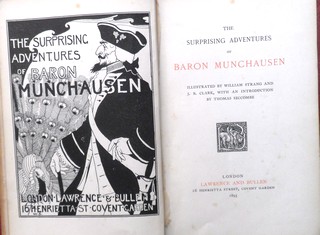 THE SURPRISING
ADVENTURES
OF BARON
MUNCHAUSEN
LONDON: LAWRENCE & BULLEN
16 HENRIETTA ST COVENT GARDEN
THE
SURPRISING ADVENTURES
OF
BARON MUNCHAUSEN
ILLUSTRATED BY WILLIAM STRANG AND
J. B. CLARK, WITH AN INTRODUCTION
BY THOMAS SECCOMBE
LONDON
LAWRENCE AND BULLEN
16 HENRIETTA STREET, COVENT GARDEN
1895